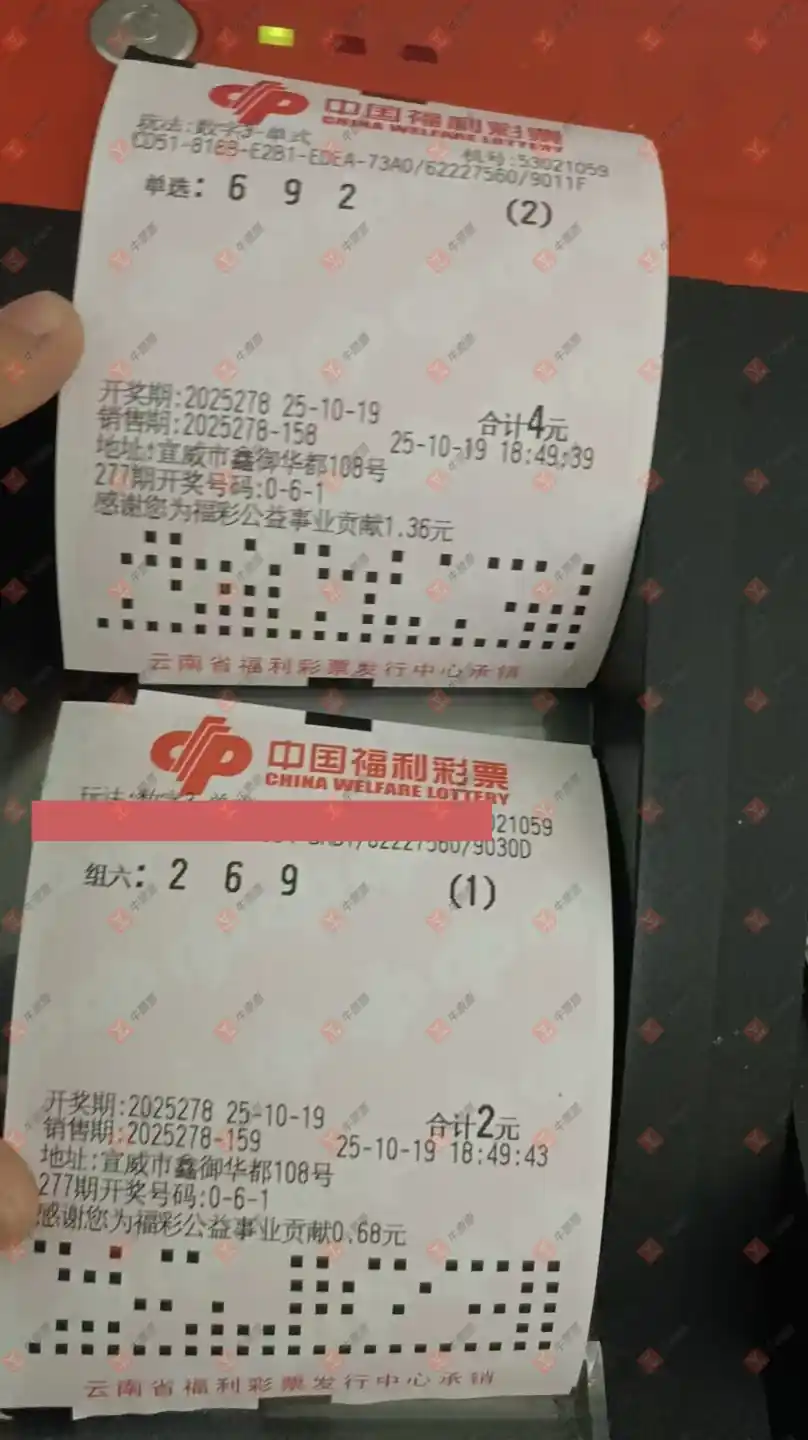 中国福利彩票
CHINA WELFARE LOTTERY
玩法:数字3-单式
机号:53021059
CD51-816B-E2B1-EDEA-73A0/62227560/9011F
单选: 6 9 2 (2)
开奖期:2025278 25-10-19 合计4元
销售期:2025278-158 25-10-19 18:49:39
地址:宣威市鑫御华都108号
277期开奖号码:0-6-1
感谢您为福彩公益事业贡献1.36元
云南省福利彩票发行中心承销
中国福利彩票
CHINA WELFARE LOTTERY
021059
/62227560/9030D
组六: 2 6 9 (1)
开奖期:2025278 25-10-19 合计2元
销售期:2025278-159 25-10-19 18:49:43
地址:宣威市鑫御华都108号
277期开奖号码:0-6-1
感谢您为福彩公益事业贡献0.68元
云南省福利彩票发行中心承销